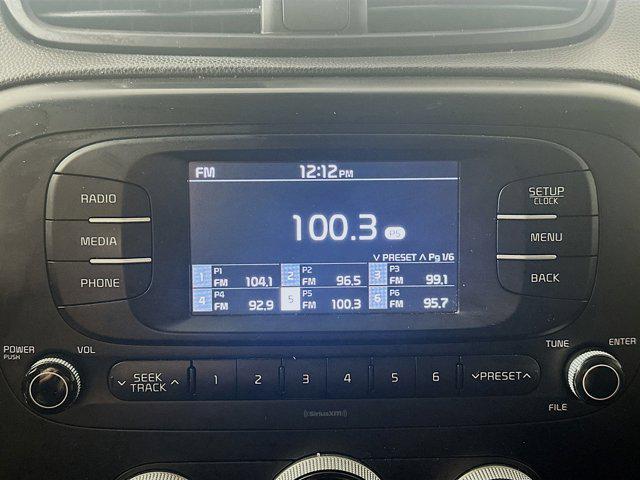 FM 12:12 PM
100.3 P5
∨ PRESET ∧ Pg 1/6
1 P1 FM 104.1 2 P2 FM 96.5 3 P3 FM 99.1
4 P4 FM 92.9 5 P5 FM 100.3 6 P6 FM 95.7
RADIO
MEDIA
PHONE
SETUP
CLOCK
MENU
BACK
POWER
PUSH
VOL
TUNE
ENTER
FILE
∨ SEEK ∧
TRACK
1 2 3 4 5 6
∨PRESET∧
((SiriusXM))